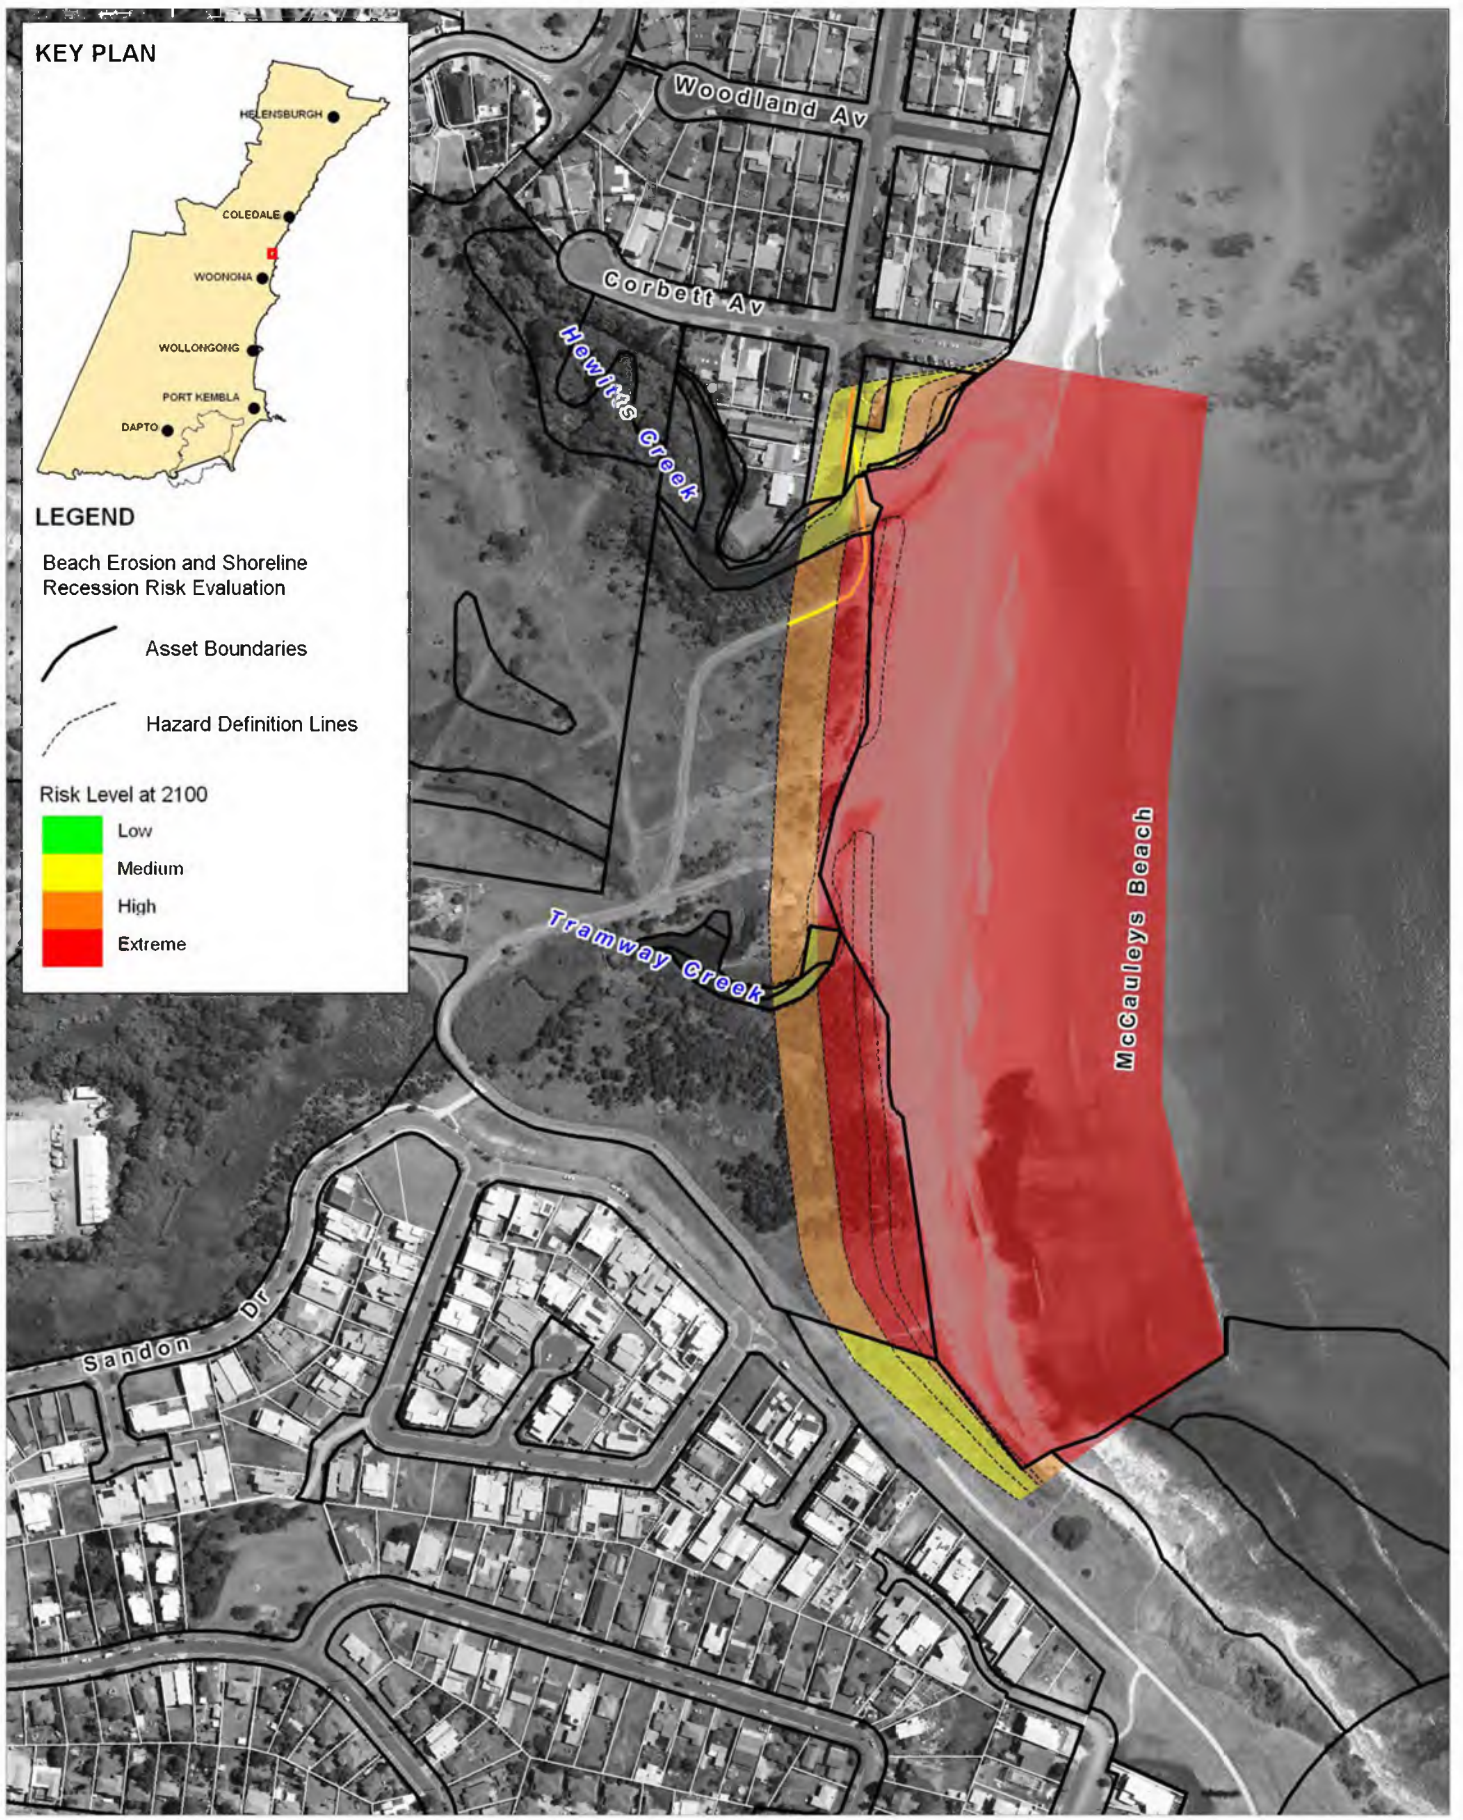 KEY PLAN
HELENSBURGH
COLEDALE
WOONONA
WOLLONGONG
PORT KEMBLA
DAPTO
LEGEND
Beach Erosion and Shoreline
Recession Risk Evaluation
Asset Boundaries
Hazard Definition Lines
Risk Level at 2100
Low
Medium
High
Extreme
Woodland Av
Corbett Av
Hewitts Creek
Tramway Creek
McCauleys Beach
Sandon Dr